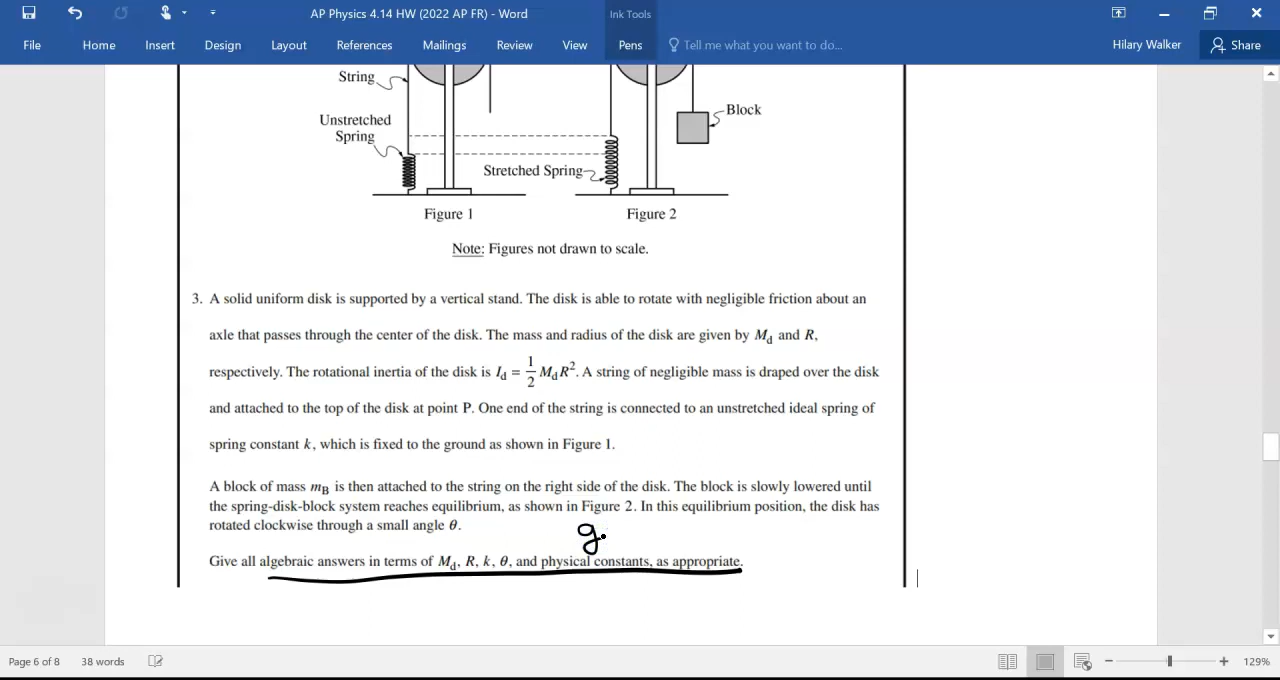 AP Physics 4.14 HW (2022 AP FR) - Word
Ink Tools
File Home Insert Design Layout References Mailings Review View Pens Tell me what you want to do... Hilary Walker Share
String
Block
Unstretched
Spring
Stretched Spring
Figure 1
Figure 2
Note: Figures not drawn to scale.
3. A solid uniform disk is supported by a vertical stand. The disk is able to rotate with negligible friction about an
axle that passes through the center of the disk. The mass and radius of the disk are given by M_d and R,
respectively. The rotational inertia of the disk is I_d = 1/2 M_d R². A string of negligible mass is draped over the disk
and attached to the top of the disk at point P. One end of the string is connected to an unstretched ideal spring of
spring constant k, which is fixed to the ground as shown in Figure 1.
A block of mass m_B is then attached to the string on the right side of the disk. The block is slowly lowered until
the spring-disk-block system reaches equilibrium, as shown in Figure 2. In this equilibrium position, the disk has
rotated clockwise through a small angle θ.
g
Give all algebraic answers in terms of M_d, R, k, θ, and physical constants, as appropriate.
Page 6 of 8 38 words 129%